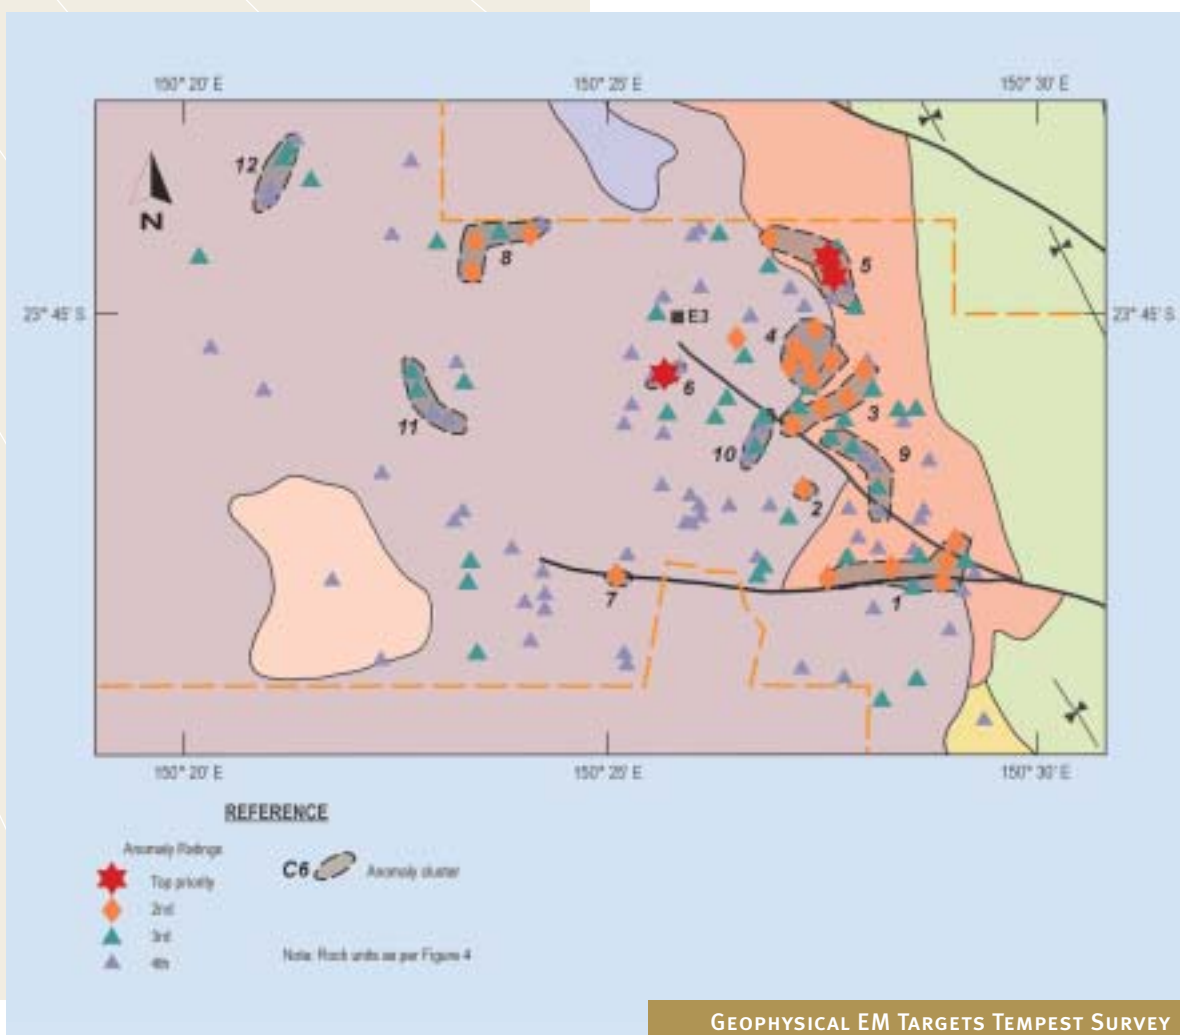 150° 20' E 150° 25' E 150° 30' E
12
N
8
5
23° 45' S
E3
4
23° 45' S
6
3
11
10
9
2
7
1
150° 20' E 150° 25' E 150° 30' E
REFERENCE
Anomaly Ratings
Top priority
2nd
3rd
4th
C6 Anomaly cluster
Note: Rock units as per Figure 4
GEOPHYSICAL EM TARGETS TEMPEST SURVEY